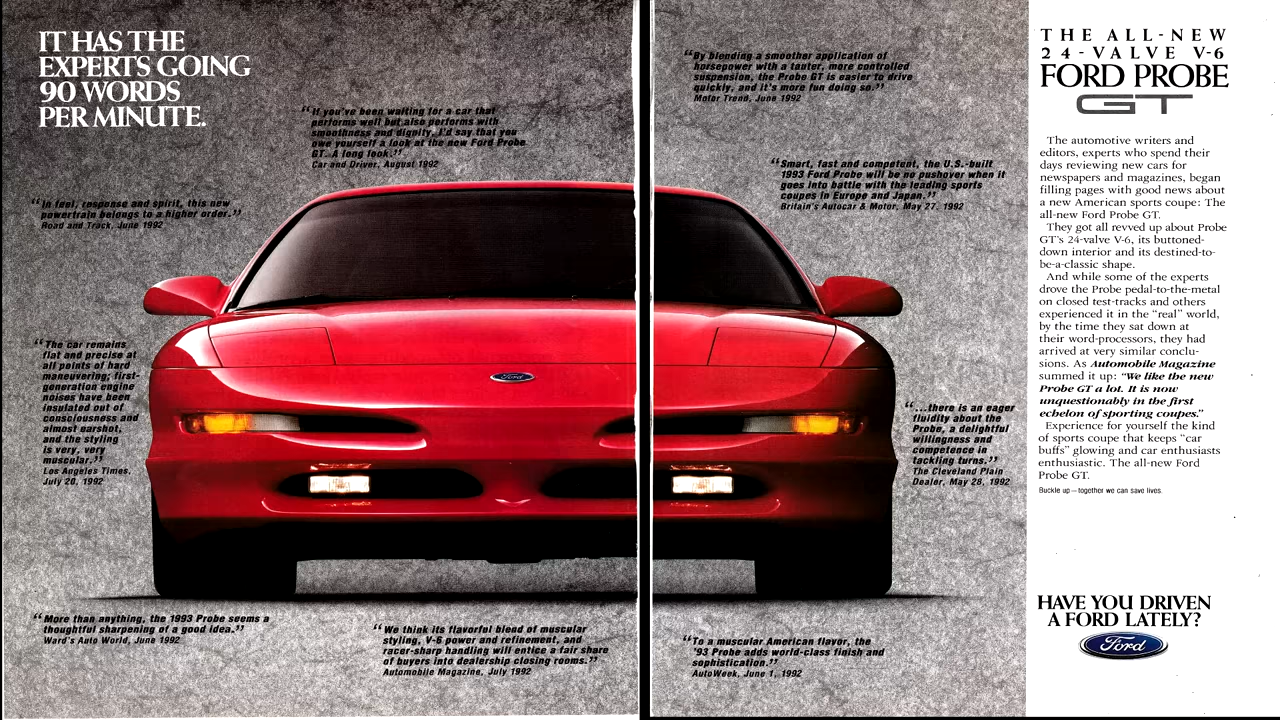 IT HAS THE
EXPERTS GOING
90 WORDS
PER MINUTE.
“If you've been waiting for a car that
performs well but also performs with
smoothness and dignity, I'd say that you
owe yourself a look at the new Ford Probe
GT. A long look.”
Car and Driver, August 1992
“In feel, response and spirit, this new
powertrain belongs to a higher order.”
Road and Track, June 1992
“The car remains
flat and precise at
all points of hard
maneuvering; first-
generation engine
noises have been
insulated out of
consciousness and
almost earshot,
and the styling
is very, very
muscular.”
Los Angeles Times,
July 20, 1992
“More than anything, the 1993 Probe seems a
thoughtful sharpening of a good idea.”
Ward's Auto World, June 1992
“We think its flavorful blend of muscular
styling, V-6 power and refinement, and
racer-sharp handling will entice a fair share
of buyers into dealership closing rooms.”
Automobile Magazine, July 1992
Ford
“By blending a smoother application of
horsepower with a tauter, more controlled
suspension, the Probe GT is easier to drive
quickly, and it's more fun doing so.”
Motor Trend, June 1992
“Smart, fast and competent, the U.S.-built
1993 Ford Probe will be no pushover when it
goes into battle with the leading sports
coupes in Europe and Japan.”
Britain's Autocar & Motor, May 27, 1992
“...there is an eager
fluidity about the
Probe, a delightful
willingness and
competence in
tackling turns.”
The Cleveland Plain
Dealer, May 28, 1992
“To a muscular American flavor, the
'93 Probe adds world-class finish and
sophistication.”
AutoWeek, June 1, 1992
THE ALL-NEW
24-VALVE V-6
FORD PROBE
GT
The automotive writers and
editors, experts who spend their
days reviewing new cars for
newspapers and magazines, began
filling pages with good news about
a new American sports coupe: The
all-new Ford Probe GT.
They got all revved up about Probe
GT's 24-valve V-6, its buttoned-
down interior and its destined-to-
be-a-classic shape.
And while some of the experts
drove the Probe pedal-to-the-metal
on closed test-tracks and others
experienced it in the “real” world,
by the time they sat down at
their word-processors, they had
arrived at very similar conclu-
sions. As Automobile Magazine
summed it up: “We like the new
Probe GT a lot. It is now
unquestionably in the first
echelon of sporting coupes.”
Experience for yourself the kind
of sports coupe that keeps “car
buffs” glowing and car enthusiasts
enthusiastic. The all-new Ford
Probe GT.
Buckle up—together we can save lives.
HAVE YOU DRIVEN
A FORD LATELY?
Ford